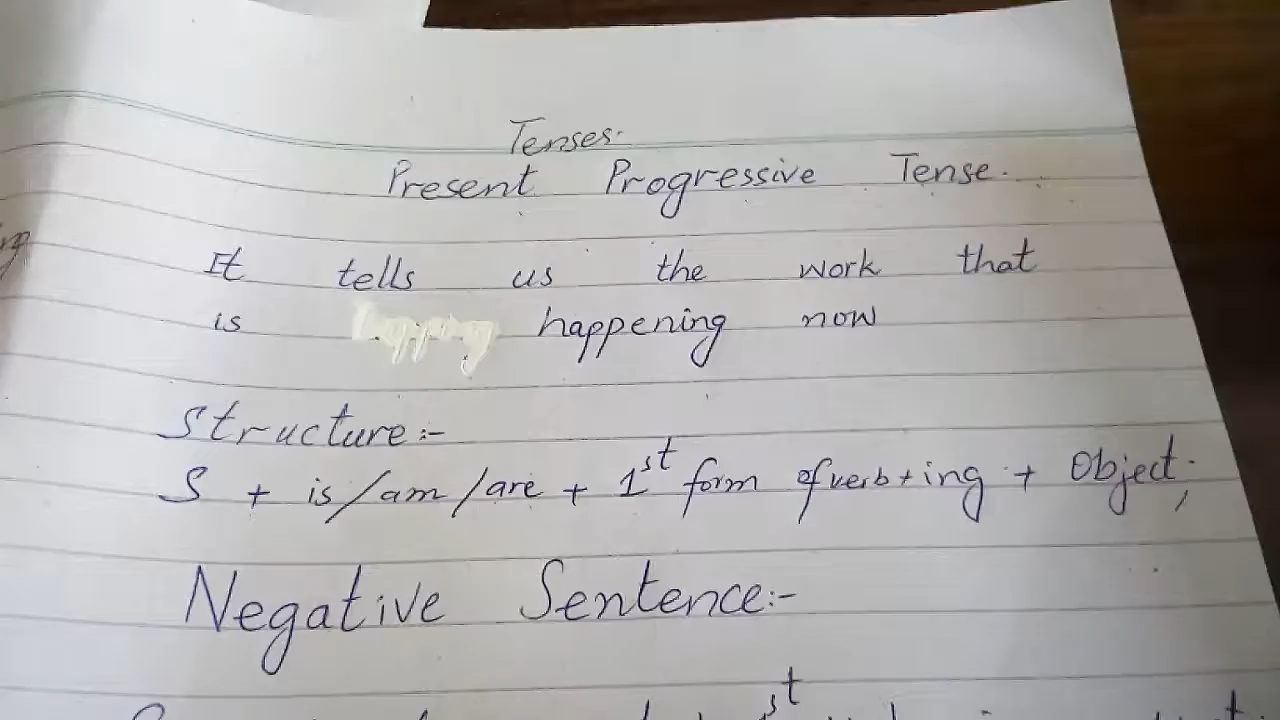 Tenses.
Present Progressive Tense.
It tells us the work that
is happening now
Structure:-
S + is/am/are + 1st form of verb + ing + Object;
Negative Sentence:-
st